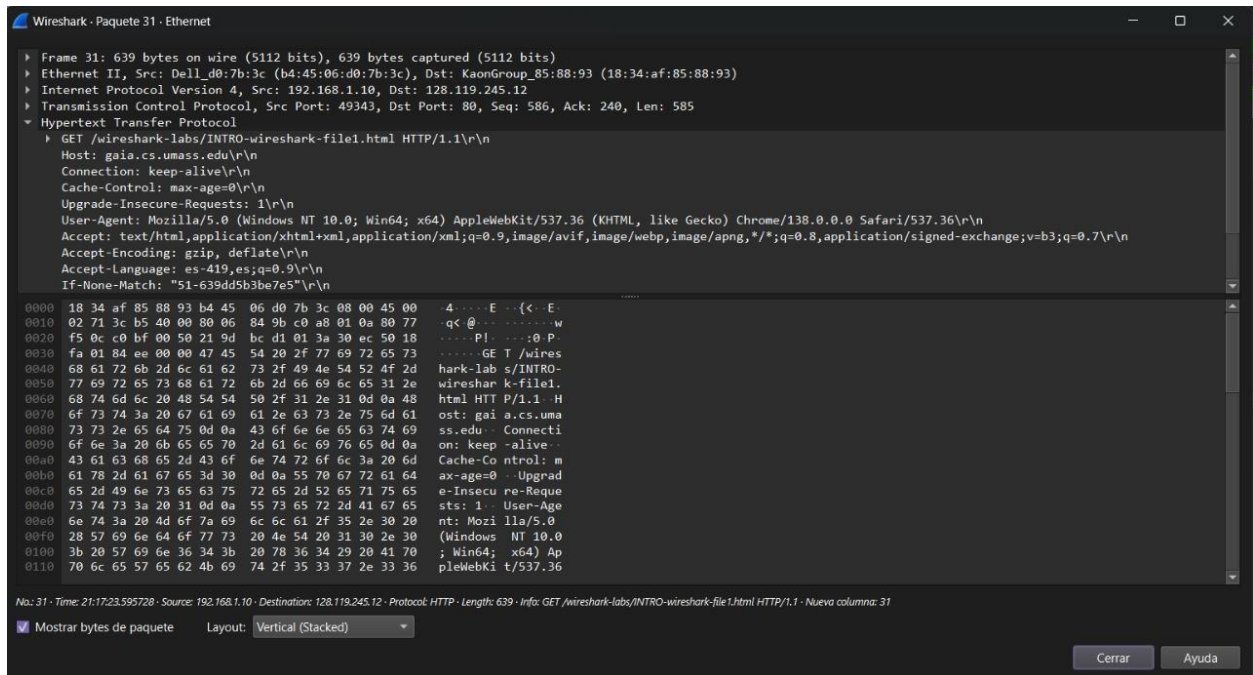 Wireshark · Paquete 31 · Ethernet
Frame 31: 639 bytes on wire (5112 bits), 639 bytes captured (5112 bits)
Ethernet II, Src: Dell_d0:7b:3c (b4:45:06:d0:7b:3c), Dst: KaonGroup_85:88:93 (18:34:af:85:88:93)
Internet Protocol Version 4, Src: 192.168.1.10, Dst: 128.119.245.12
Transmission Control Protocol, Src Port: 49343, Dst Port: 80, Seq: 586, Ack: 240, Len: 585
Hypertext Transfer Protocol
GET /wireshark-labs/INTRO-wireshark-file1.html HTTP/1.1\r\n
Host: gaia.cs.umass.edu\r\n
Connection: keep-alive\r\n
Cache-Control: max-age=0\r\n
Upgrade-Insecure-Requests: 1\r\n
User-Agent: Mozilla/5.0 (Windows NT 10.0; Win64; x64) AppleWebKit/537.36 (KHTML, like Gecko) Chrome/138.0.0.0 Safari/537.36\r\n
Accept: text/html,application/xhtml+xml,application/xml;q=0.9,image/avif,image/webp,image/apng,*/*;q=0.8,application/signed-exchange;v=b3;q=0.7\r\n
Accept-Encoding: gzip, deflate\r\n
Accept-Language: es-419,es;q=0.9\r\n
If-None-Match: "51-639dd5b3be7e5"\r\n
0000 18 34 af 85 88 93 b4 45 06 d0 7b 3c 08 00 45 00 ·4·····E ··{<··E·
0010 02 71 3c b5 40 00 80 06 84 9b c0 a8 01 0a 80 77 ·q<·@··· ·······w
0020 f5 0c c0 bf 00 50 21 9d bc d1 01 3a 30 ec 50 18 ·····P!· ···:0·P·
0030 fa 01 84 ee 00 00 47 45 54 20 2f 77 69 72 65 73 ······GE T /wires
0040 68 61 72 6b 2d 6c 61 62 73 2f 49 4e 54 52 4f 2d hark-lab s/INTRO-
0050 77 69 72 65 73 68 61 72 6b 2d 66 69 6c 65 31 2e wireshar k-file1.
0060 68 74 6d 6c 20 48 54 54 50 2f 31 2e 31 0d 0a 48 html HTT P/1.1··H
0070 6f 73 74 3a 20 67 61 69 61 2e 63 73 2e 75 6d 61 ost: gai a.cs.uma
0080 73 73 2e 65 64 75 0d 0a 43 6f 6e 6e 65 63 74 69 ss.edu·· Connecti
0090 6f 6e 3a 20 6b 65 65 70 2d 61 6c 69 76 65 0d 0a on: keep -alive··
00a0 43 61 63 68 65 2d 43 6f 6e 74 72 6f 6c 3a 20 6d Cache-Co ntrol: m
00b0 61 78 2d 61 67 65 3d 30 0d 0a 55 70 67 72 61 64 ax-age=0 ··Upgrad
00c0 65 2d 49 6e 73 65 63 75 72 65 2d 52 65 71 75 65 e-Insecu re-Reque
00d0 73 74 73 3a 20 31 0d 0a 55 73 65 72 2d 41 67 65 sts: 1·· User-Age
00e0 6e 74 3a 20 4d 6f 7a 69 6c 6c 61 2f 35 2e 30 20 nt: Mozi lla/5.0
00f0 28 57 69 6e 64 6f 77 73 20 4e 54 20 31 30 2e 30 (Windows NT 10.0
0100 3b 20 57 69 6e 36 34 3b 20 78 36 34 29 20 41 70 ; Win64; x64) Ap
0110 70 6c 65 57 65 62 4b 69 74 2f 35 33 37 2e 33 36 pleWebKi t/537.36
No.: 31 · Time: 21:17:23.595728 · Source: 192.168.1.10 · Destination: 128.119.245.12 · Protocol: HTTP · Length: 639 · Info: GET /wireshark-labs/INTRO-wireshark-file1.html HTTP/1.1 · Nueva columna: 31
Mostrar bytes de paquete Layout: Vertical (Stacked)
Cerrar Ayuda